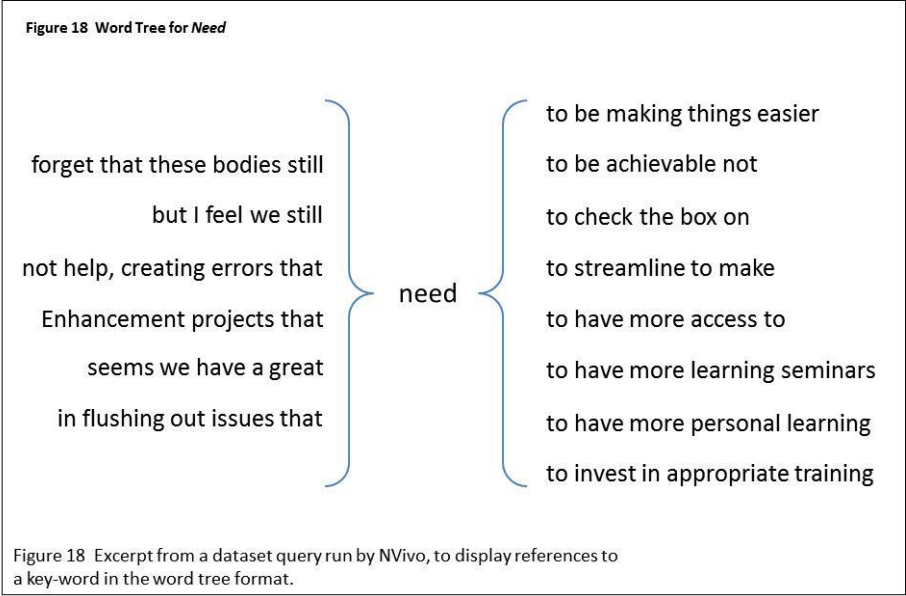 Figure 18 Word Tree for Need
forget that these bodies still
but I feel we still
not help, creating errors that
Enhancement projects that
seems we have a great
in flushing out issues that
need
to be making things easier
to be achievable not
to check the box on
to streamline to make
to have more access to
to have more learning seminars
to have more personal learning
to invest in appropriate training
Figure 18 Excerpt from a dataset query run by NVivo, to display references to
a key-word in the word tree format.